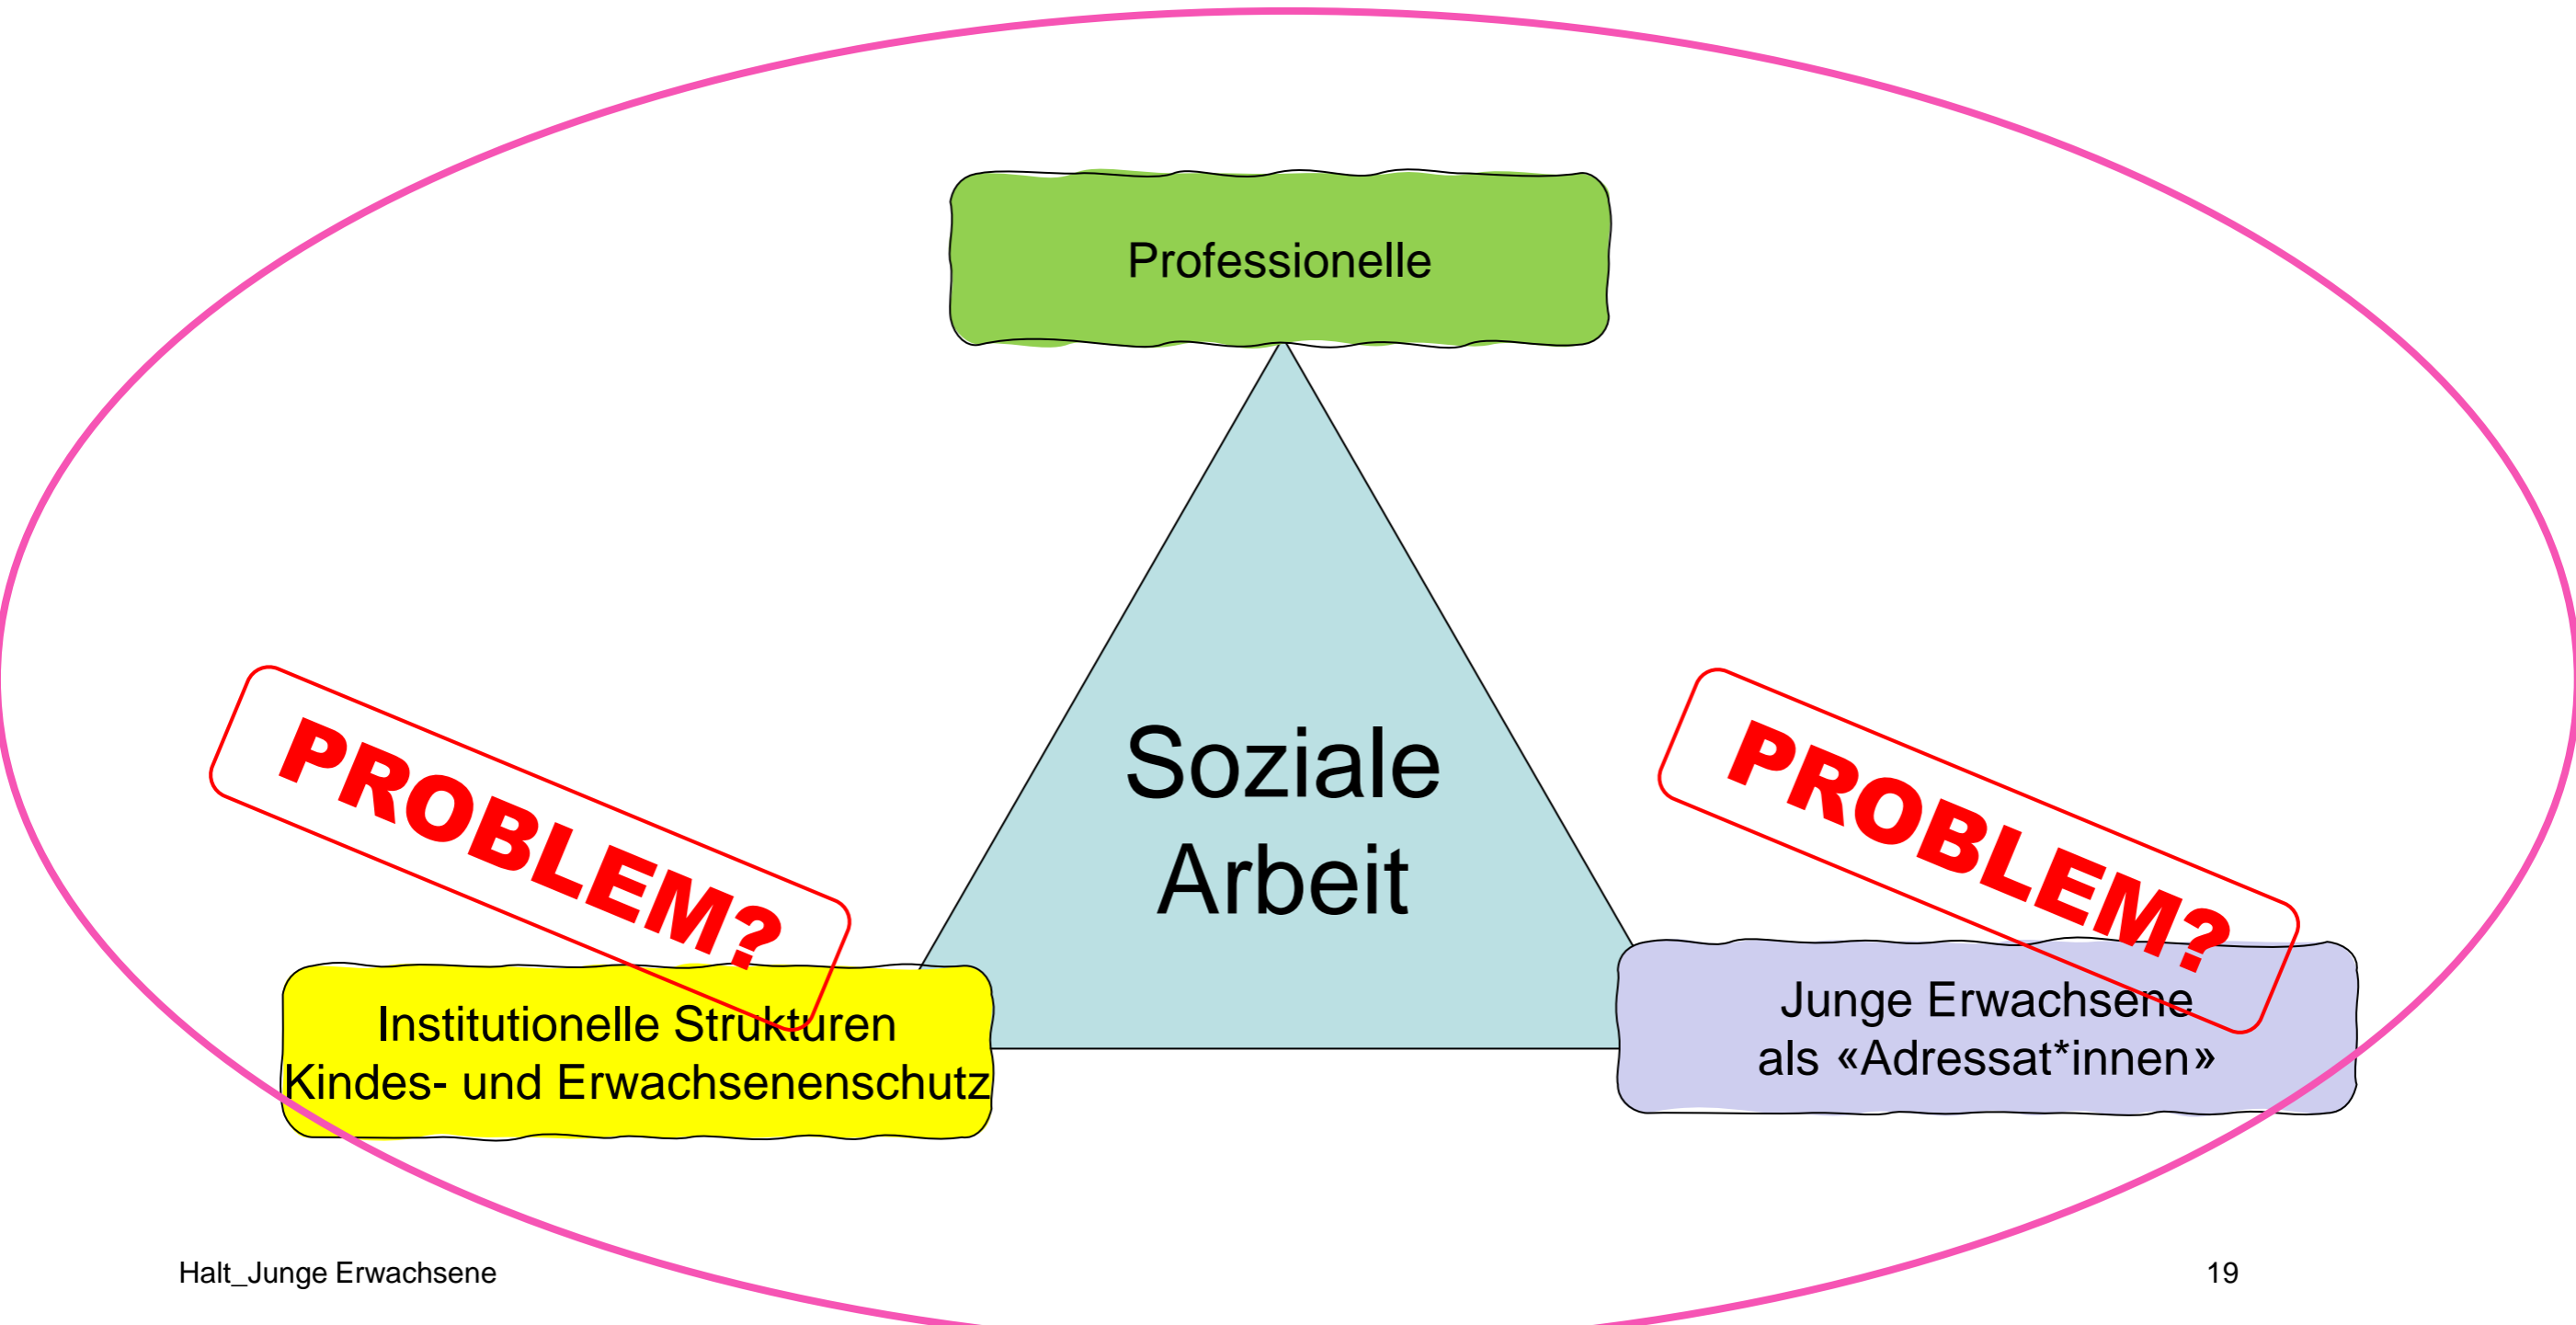 Professionelle
Soziale
Arbeit
PROBLEM?
PROBLEM?
Institutionelle Strukturen
Kindes- und Erwachsenenschutz
Junge Erwachsene
als «Adressat*innen»
Halt_Junge Erwachsene
19